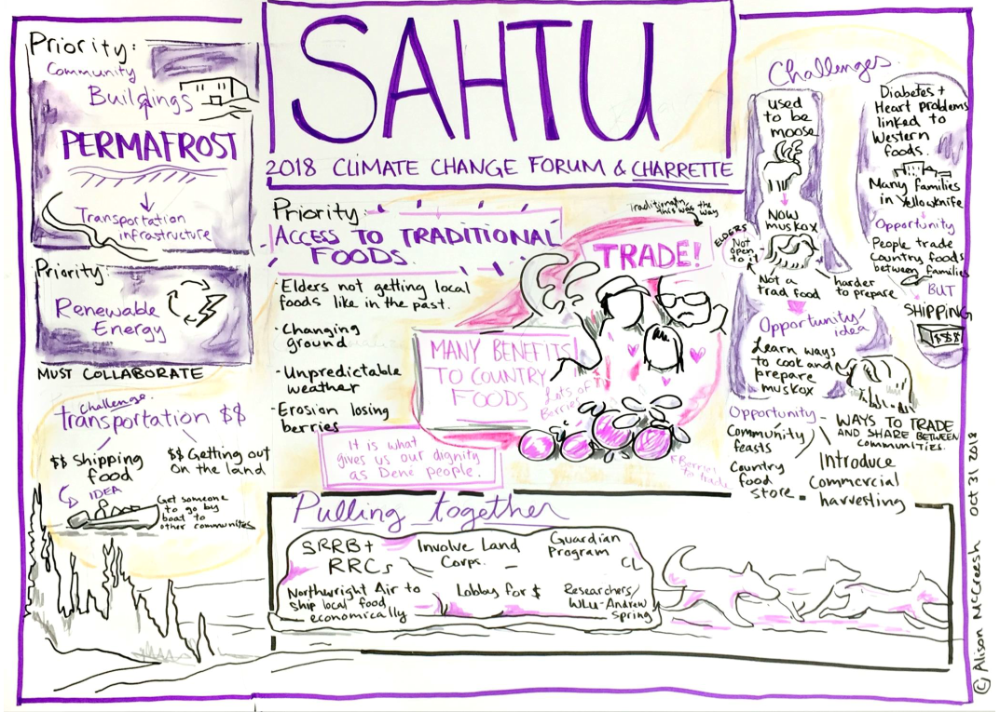 SAHTU
2018 CLIMATE CHANGE FORUM & CHARRETTE
Priority:
Community
Buildings
PERMAFROST
Transportation
infrastructure
Priority:
Renewable
Energy
MUST COLLABORATE
Challenge
transportation $$
$$ Shipping
food
$$ Getting out
on the land
IDEA
Get someone
to go by
boat to
other communities
Priority:
ACCESS TO TRADITIONAL
FOODS
· Elders not getting local
foods like in the past.
· Changing
ground
· Unpredictable
weather
· Erosion losing
berries
Traditionally
this was the
way
TRADE!
MANY BENEFITS
TO COUNTRY
FOODS
Lots of
Berries
It is what
gives us our dignity
as Dene people.
Berries
to trade
Challenges
used
to be
moose
NOW
muskox
ELDERS
Not
open
to it
Not a
trad food
harder
to prepare
Opportunity/
idea
Learn ways
to cook and
prepare
muskox
Diabetes +
Heart problems
linked to
Western
foods.
Many families
in Yellowknife
Opportunity
People trade
country foods
between families
BUT
SHIPPING
$$$
Opportunity
Community
feasts
Country
food
store.
- WAYS TO TRADE
AND SHARE BETWEEN
COMMUNITIES.
Introduce
Commercial
harvesting
Pulling together
SRRB +
RRCs
Involve Land
Corps.
Guardian
Program
CL
Northwright Air to
ship local food
economically
Lobby for $
Researchers/
WLU-Andrew
Spring
© Alison McCreesh oct 31 2018